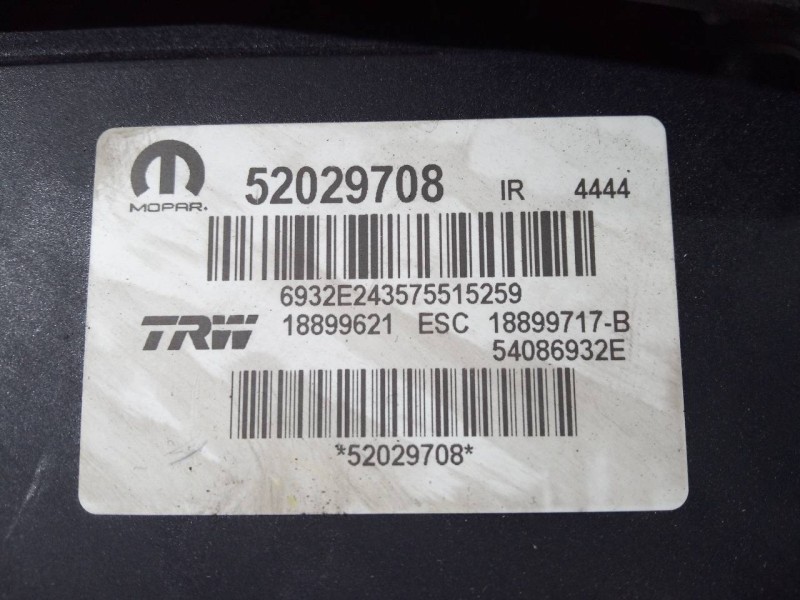 MOPAR. 52029708 IR 4444
6932E243575515259
TRW 18899621 ESC 18899717-B
54086932E
*52029708*